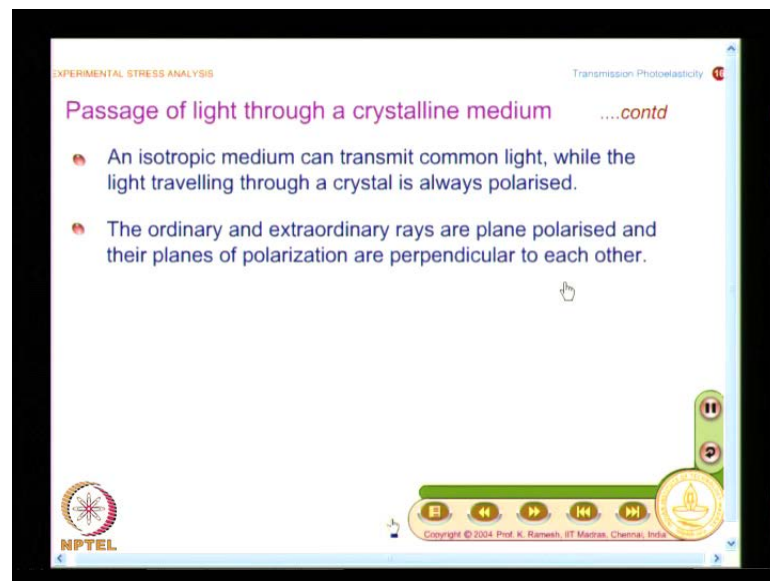 EXPERIMENTAL STRESS ANALYSIS
Transmission Photoelasticity
Passage of light through a crystalline medium ....contd
An isotropic medium can transmit common light, while the
light travelling through a crystal is always polarised.
The ordinary and extraordinary rays are plane polarised and
their planes of polarization are perpendicular to each other.
Copyright © 2004 Prof. K. Ramesh, IIT Madras, Chennai, India
NPTEL